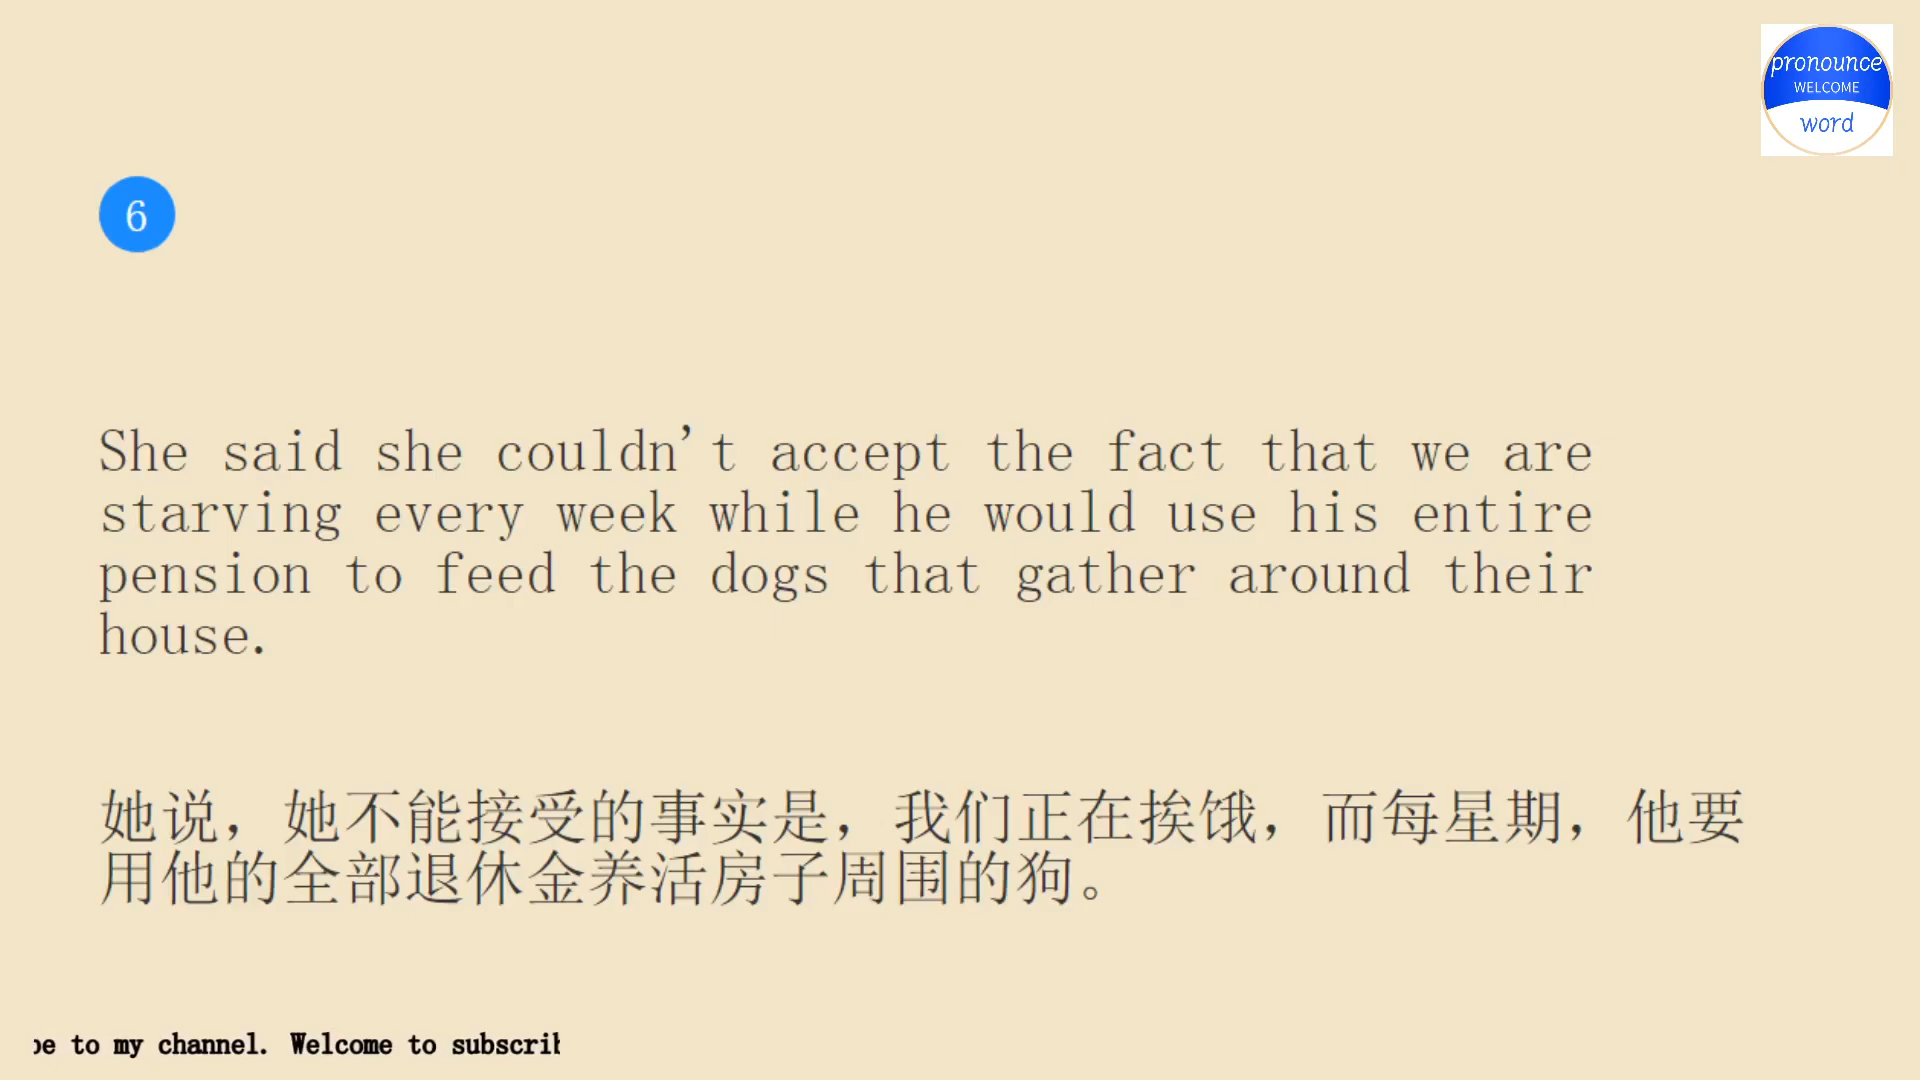 pronounce
WELCOME
word
6
She said she couldn't accept the fact that we are
starving every week while he would use his entire
pension to feed the dogs that gather around their
house.
她说，她不能接受的事实是，我们正在挨饿，而每星期，他要
用他的全部退休金养活房子周围的狗。
to my channel. Welcome to